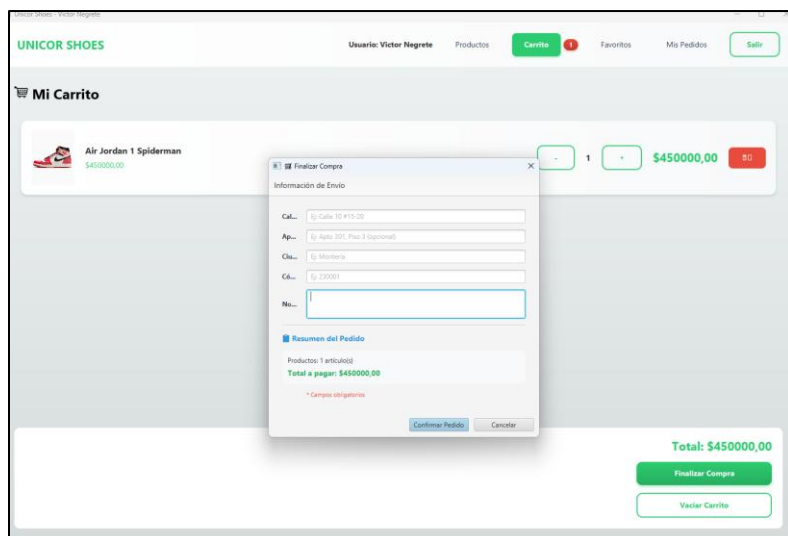 Unicor Shoes - Victor Negrete
UNICOR SHOES
Usuario: Victor Negrete
Productos
Carrito
1
Favoritos
Mis Pedidos
Salir
Mi Carrito
Air Jordan 1 Spiderman
$450000,00
- 1 +
$450000,00
Finalizar Compra
Información de Envío
Cal... Ej: Calle 10 #15-20
Ap... Ej: Apto 301, Piso 3 (opcional)
Ciu... Ej: Montería
Có... Ej: 230001
No...
Resumen del Pedido
Productos: 1 artículo(s)
Total a pagar: $450000,00
* Campos obligatorios
Confirmar Pedido
Cancelar
Total: $450000,00
Finalizar Compra
Vaciar Carrito